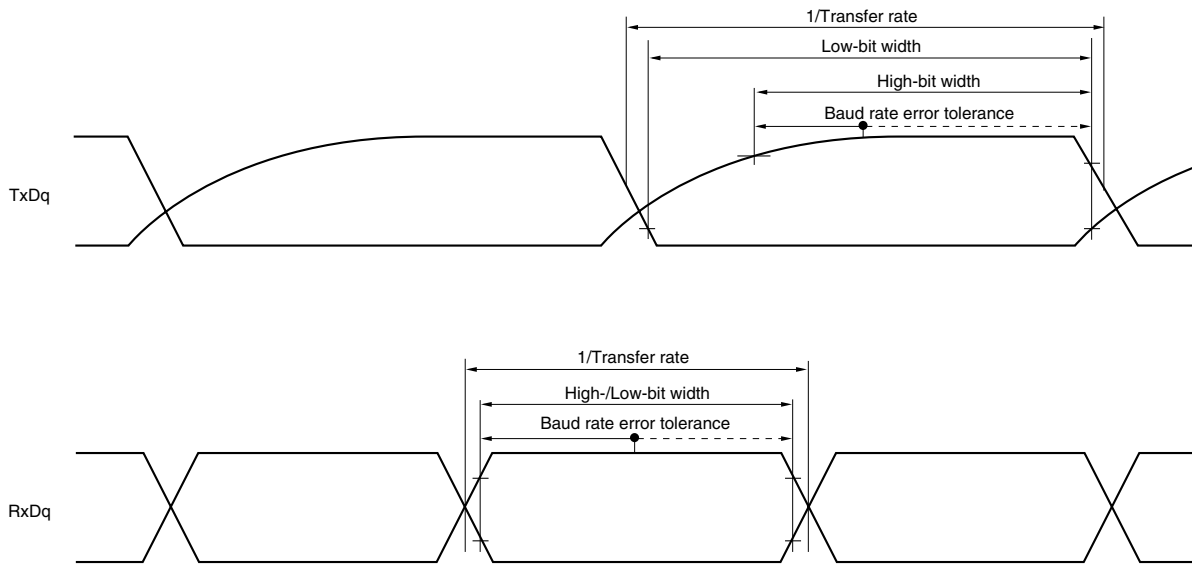 1/Transfer rate
Low-bit width
High-bit width
Baud rate error tolerance
TxDq
1/Transfer rate
High-/Low-bit width
Baud rate error tolerance
RxDq